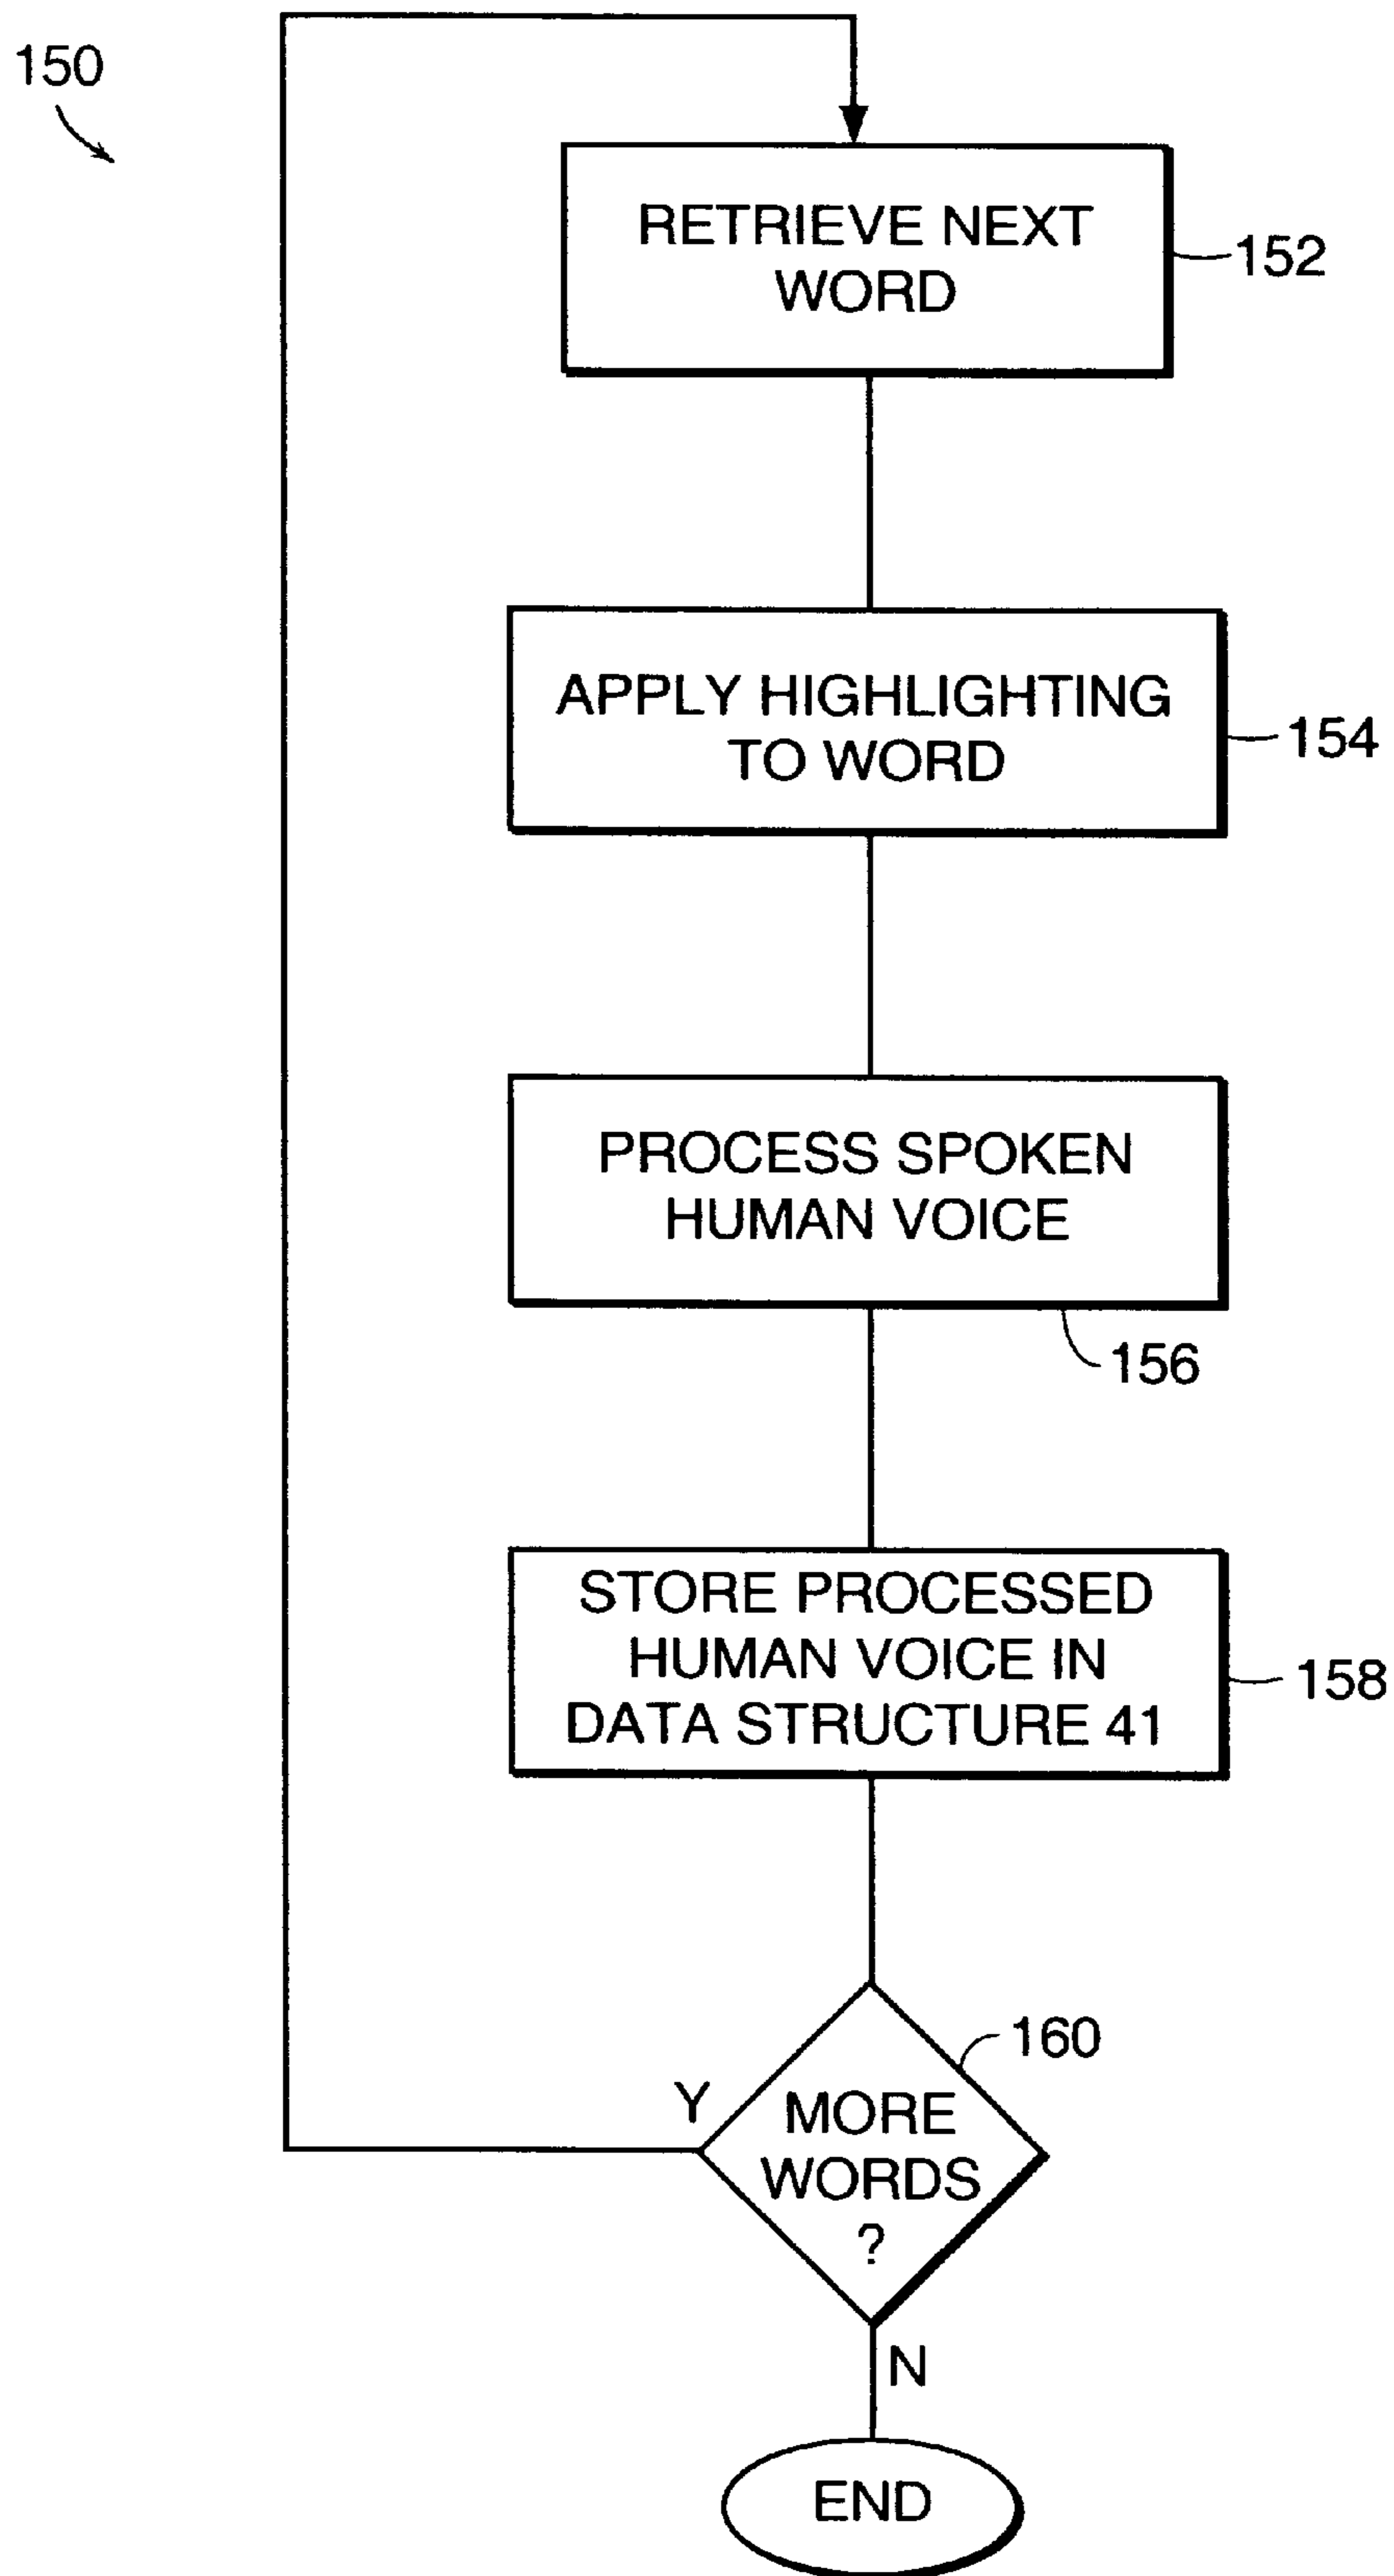 150
RETRIEVE NEXT
WORD
152
APPLY HIGHLIGHTING
TO WORD
154
PROCESS SPOKEN
HUMAN VOICE
156
STORE PROCESSED
HUMAN VOICE IN
DATA STRUCTURE 41
158
160
Y
MORE
WORDS
?
N
END